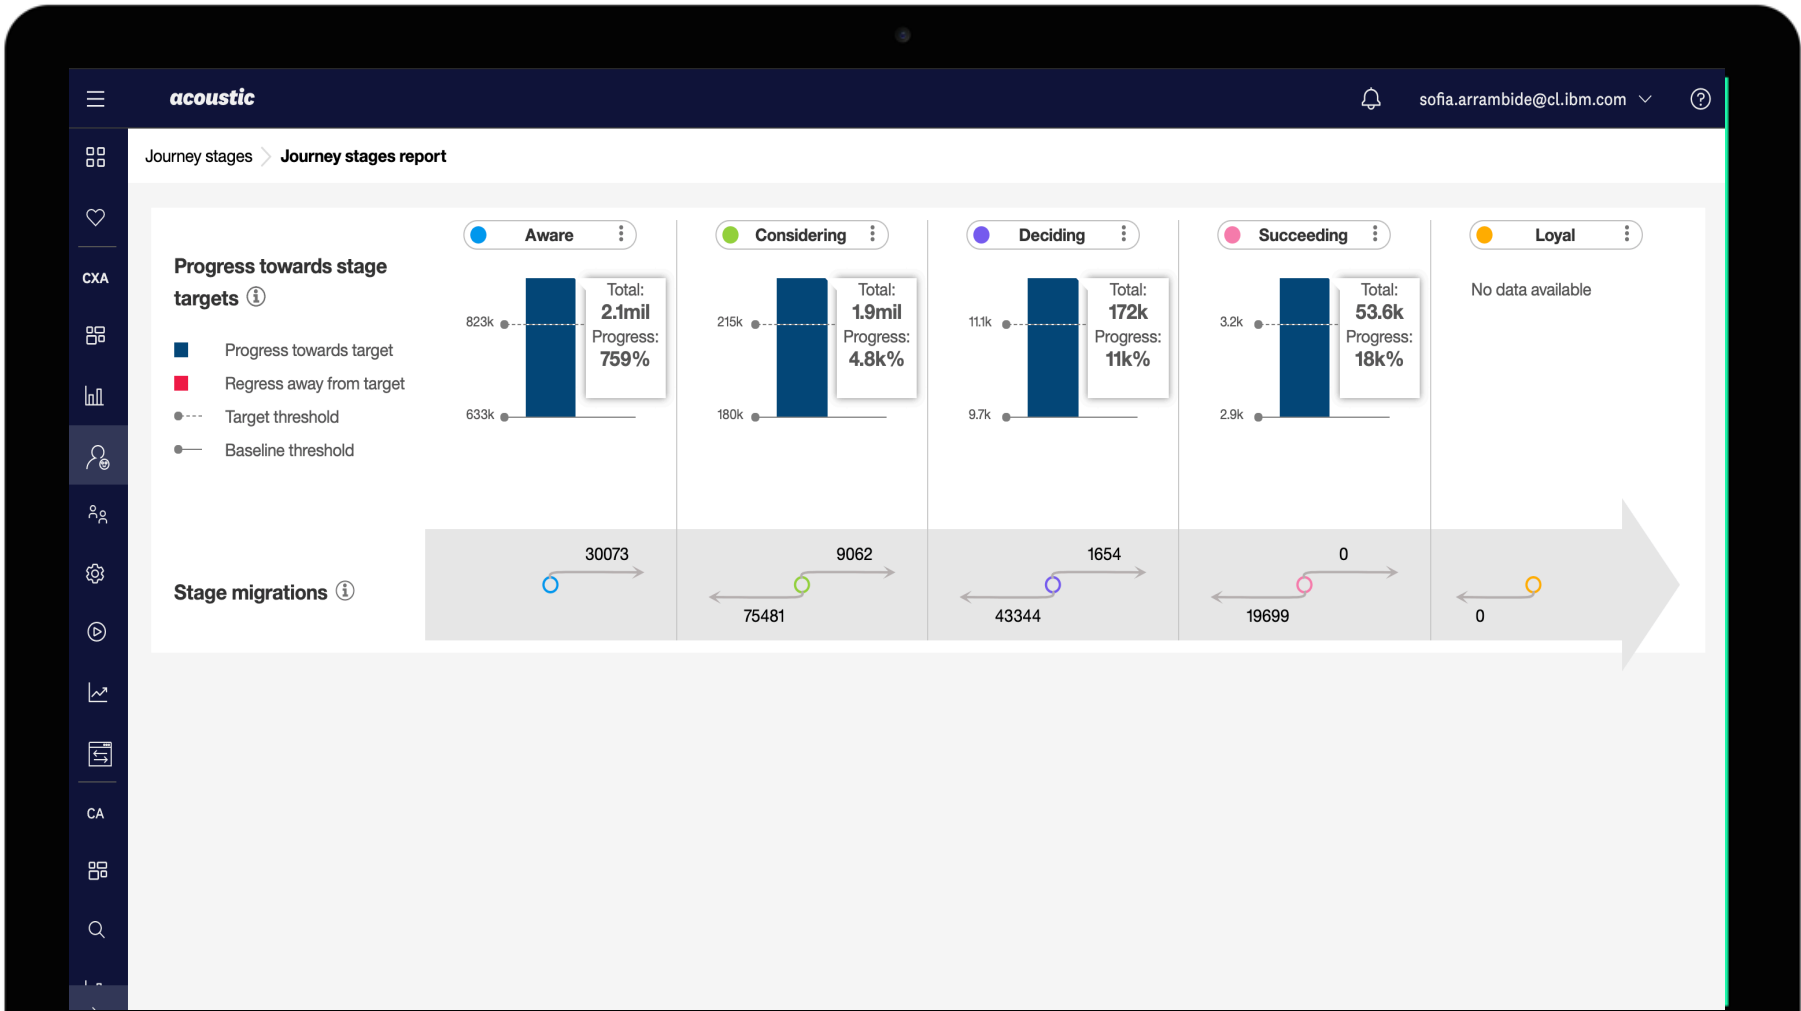 acoustic
sofia.arrambide@cl.ibm.com
Journey stages
Journey stages report
CXA
CA
Progress towards stage
targets
Progress towards target
Regress away from target
Target threshold
Baseline threshold
Aware
823k
633k
Total:
2.1mil
Progress:
759%
Considering
215k
180k
Total:
1.9mil
Progress:
4.8k%
Deciding
11.1k
9.7k
Total:
172k
Progress:
11k%
Succeeding
3.2k
2.9k
Total:
53.6k
Progress:
18k%
Loyal
No data available
Stage migrations
30073
9062
75481
1654
43344
0
19699
0